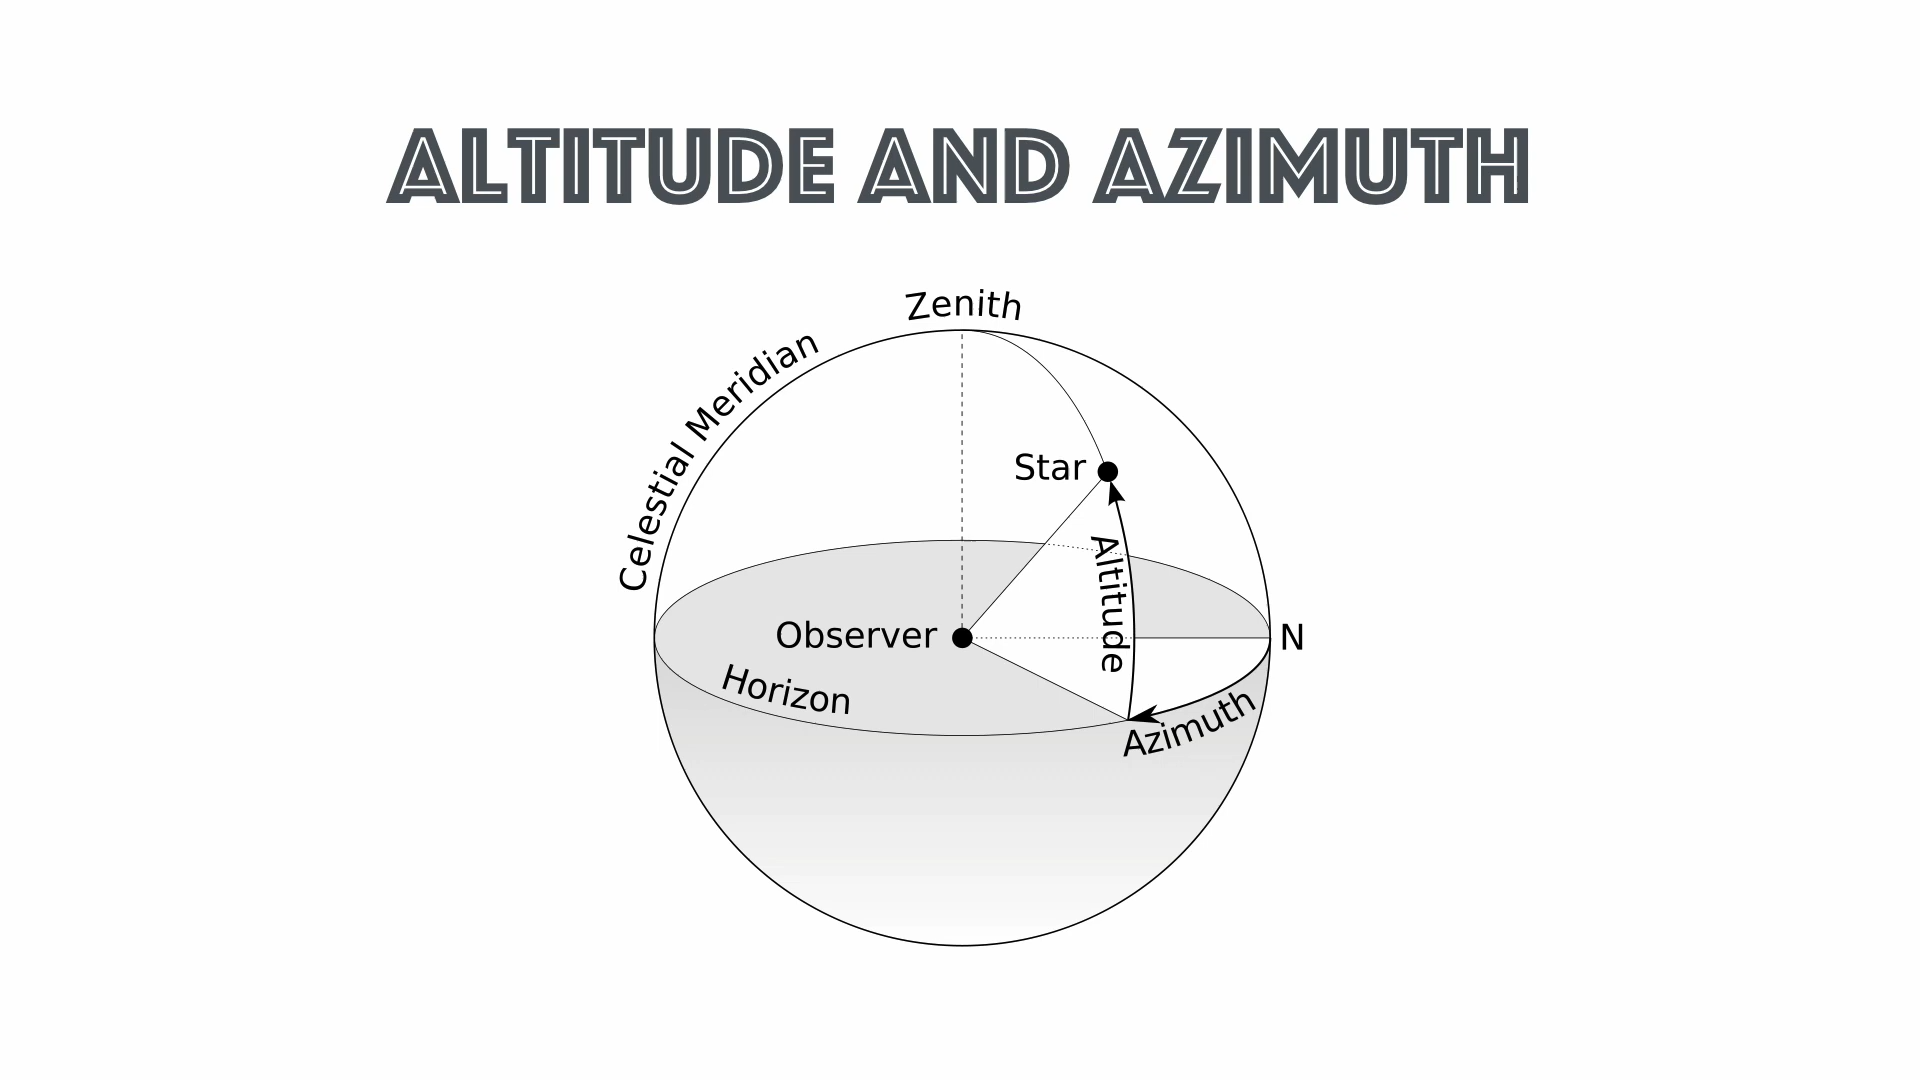 ALTITUDE AND AZIMUTH
Zenith
Celestial Meridian
Star
Altitude
Observer
N
Horizon
Azimuth